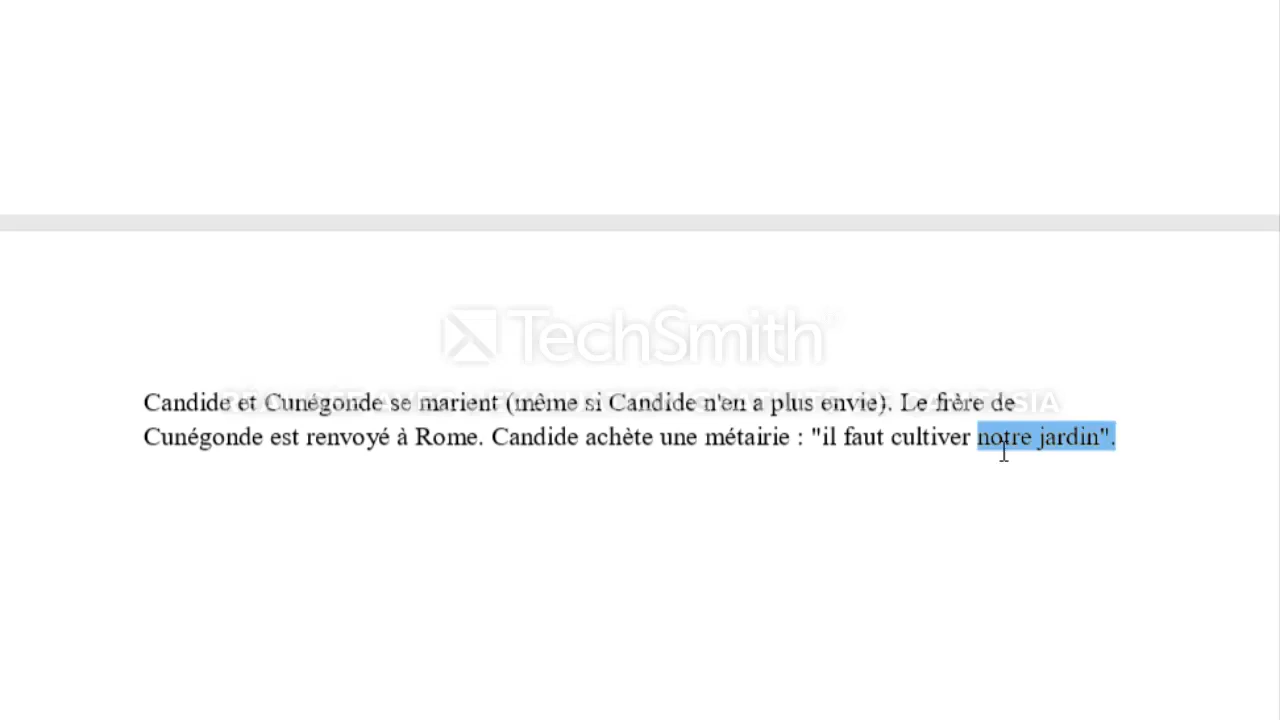 TechSmith
Candide et Cunégonde se marient (même si Candide n'en a plus envie). Le frère de
Cunégonde est renvoyé à Rome. Candide achète une métairie : "il faut cultiver notre jardin".